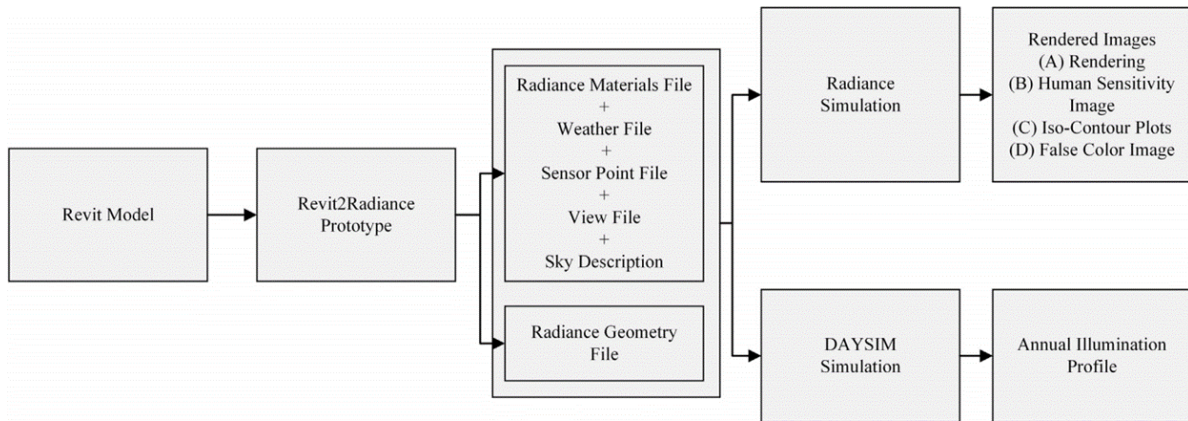 Revit Model
Revit2Radiance
Prototype
Radiance Materials File
+
Weather File
+
Sensor Point File
+
View File
+
Sky Description
Radiance Geometry
File
Radiance
Simulation
Rendered Images
(A) Rendering
(B) Human Sensitivity
Image
(C) Iso-Contour Plots
(D) False Color Image
DAYSIM
Simulation
Annual Illumination
Profile